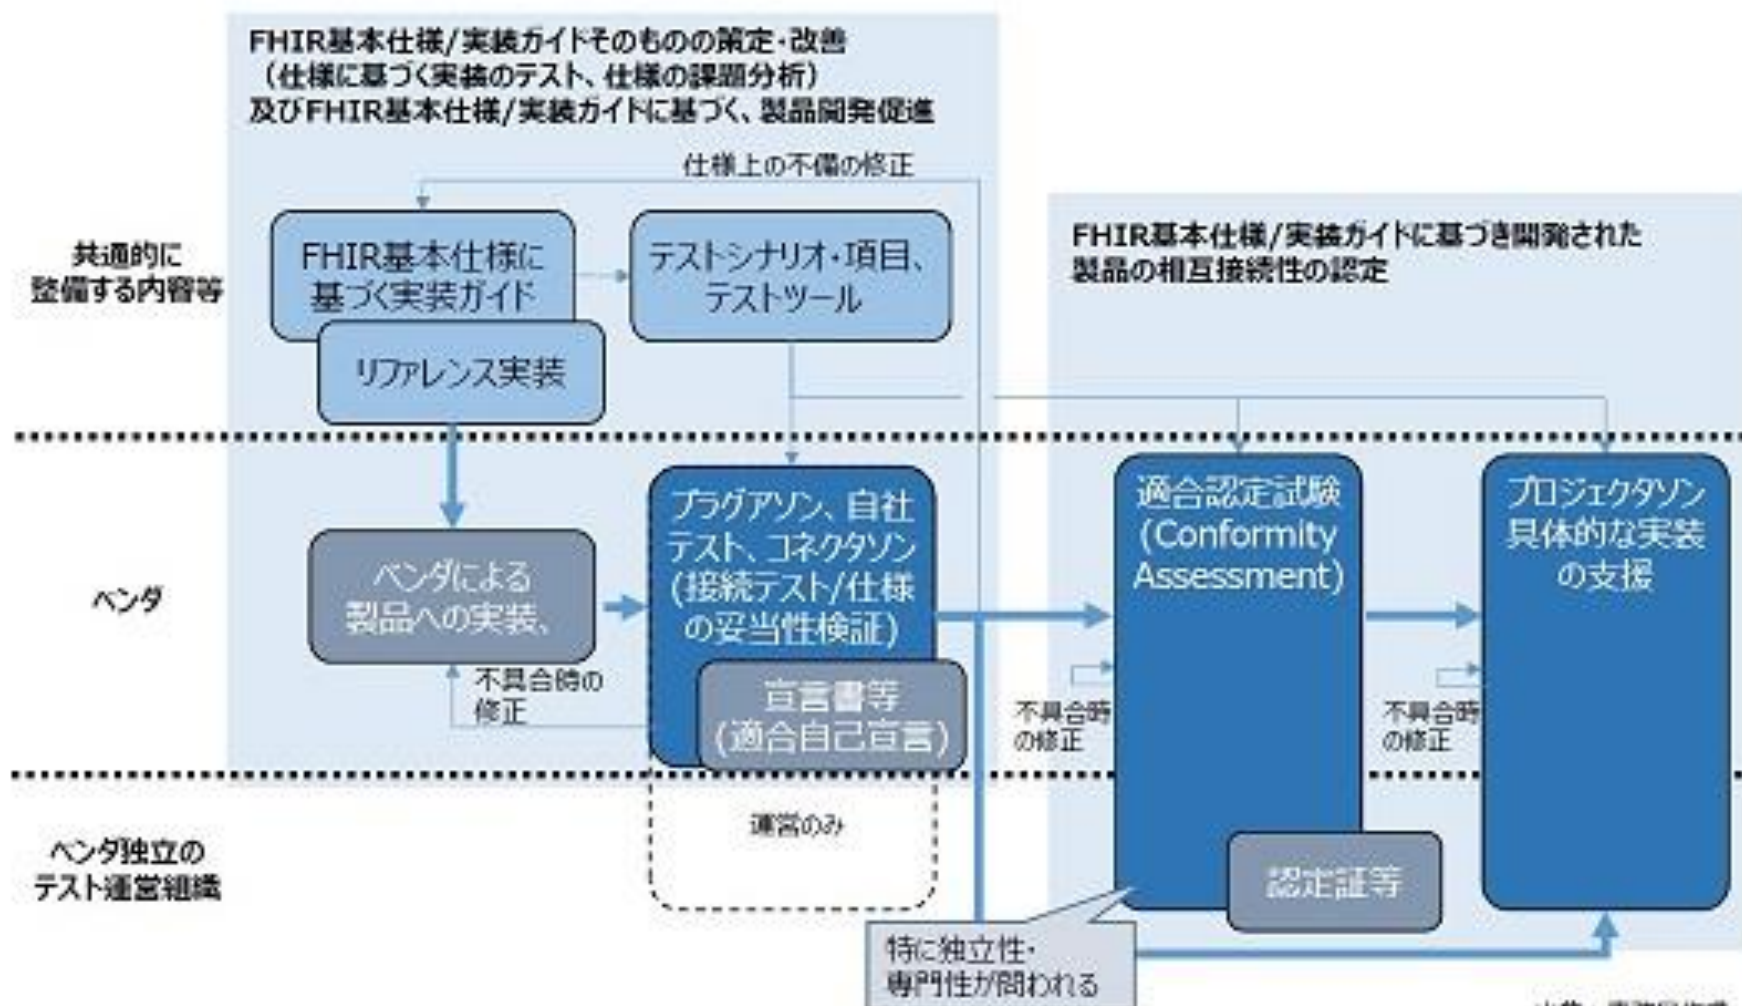 FHIR基本仕様/実装ガイドそのものの策定・改善
（仕様に基づく実装のテスト、仕様の課題分析）
及びFHIR基本仕様/実装ガイドに基づく、製品開発促進
仕様上の不備の修正
共通的に
整備する内容等
FHIR基本仕様に
基づく実装ガイド
リファレンス実装
テストシナリオ・項目、
テストツール
FHIR基本仕様/実装ガイドに基づき開発された
製品の相互接続性の認定
ベンダ
ベンダによる
製品への実装、
不具合時の
修正
プラグアソン、自社
テスト、コネクタソン
(接続テスト/仕様
の妥当性検証)
宣言書等
(適合自己宣言)
適合認定試験
(Conformity
Assessment)
不具合時
の修正
プロジェクタソン
具体的な実装
の支援
不具合時
の修正
ベンダ独立の
テスト運営組織
運営のみ
認定証等
特に独立性・
専門性が問われる